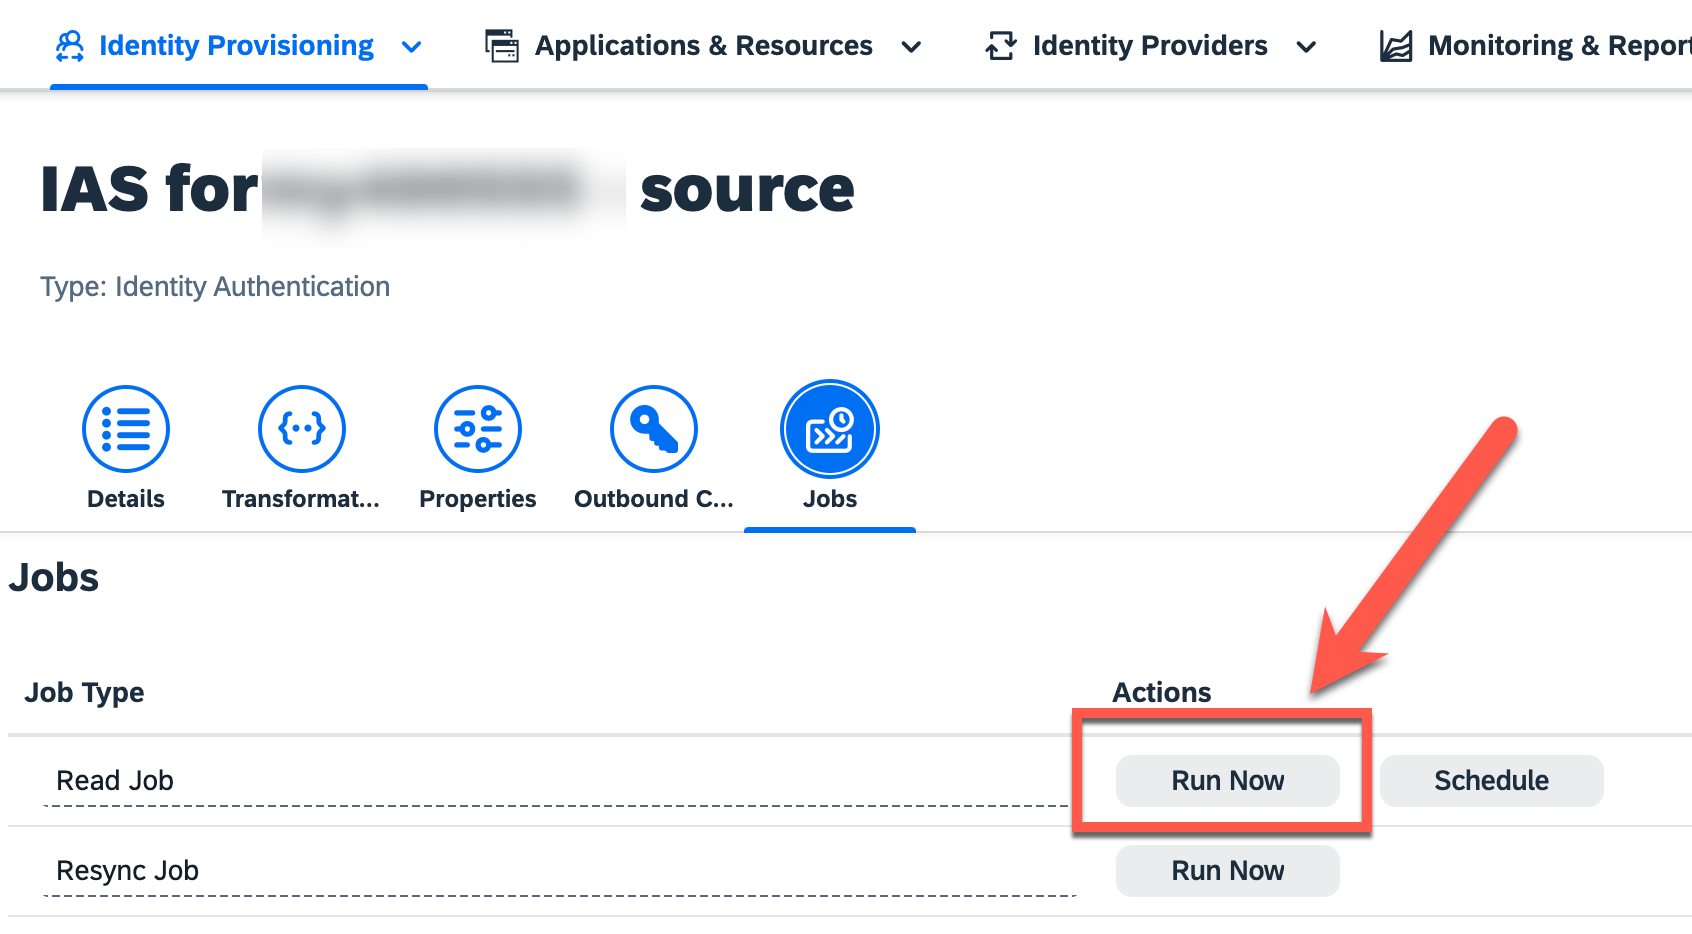 Identity Provisioning Applications & Resources Identity Providers Monitoring & Report
IAS for source
Type: Identity Authentication
Details Transformat... Properties Outbound C... Jobs
Jobs
Job Type Actions
Read Job Run Now Schedule
Resync Job Run Now